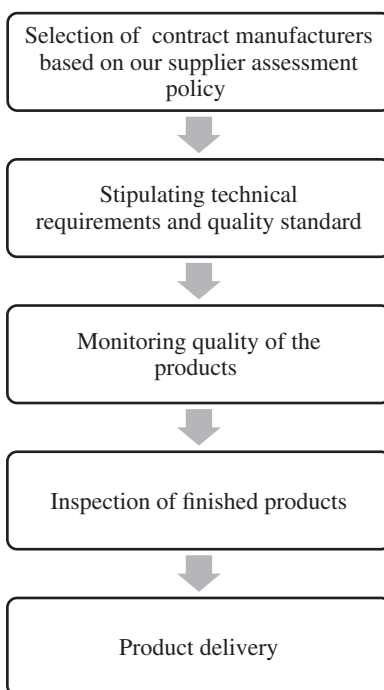 Selection of contract manufacturers
based on our supplier assessment
policy
Stipulating technical
requirements and quality standard
Monitoring quality of the
products
Inspection of finished products
Product delivery